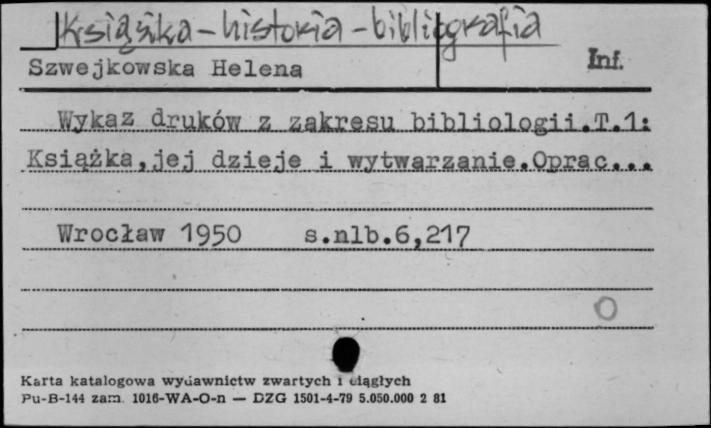 Książka - historia - bibliografia
Szwejkowska Helena
Inf.
Wykaz druków z zakresu bibliologii.T.1:
Książka,jej dzieje i wytwarzanie.Oprac...
Wrocław 1950 s.nlb.6,217
O
Karta katalogowa wydawnictw zwartych i ciągłych
Pu-B-144 zam. 1016-WA-O-n — DZG 1501-4-79 5.050.000 2 81